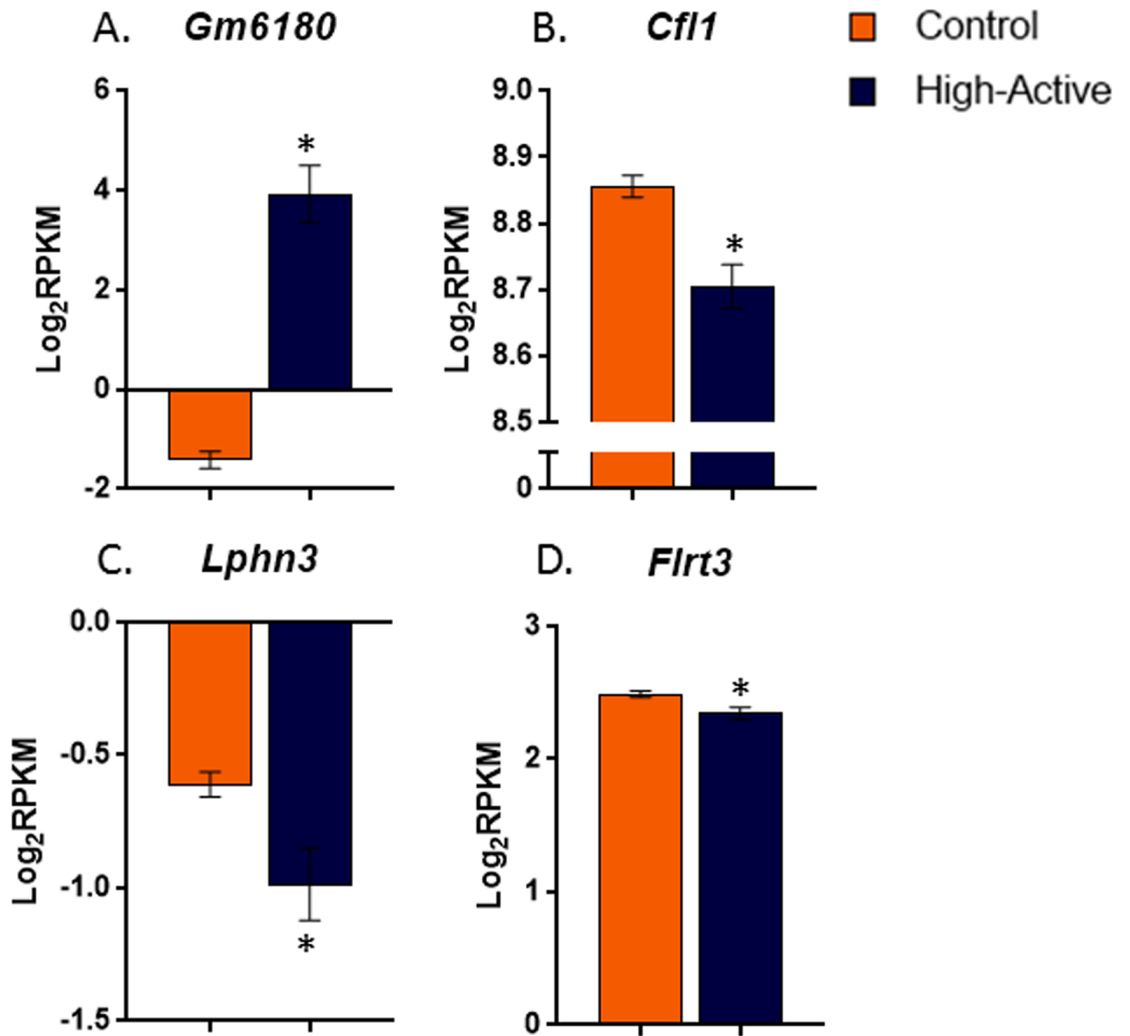 A. Gm6180
B. Cfl1
Control
High-Active
Log2RPKM
6
4
2
0
-2
Log2RPKM
9.0
8.9
8.8
8.7
8.6
8.5
0
*
*
C. Lphn3
D. Flrt3
Log2RPKM
0.0
-0.5
-1.0
-1.5
*
Log2RPKM
3
2
1
0
*